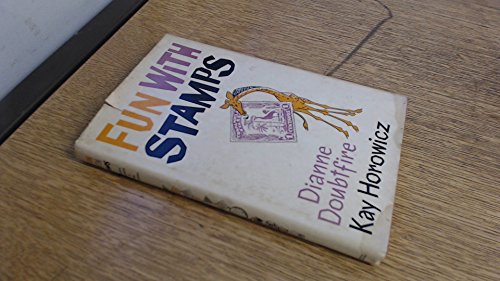 FUN WITH
STAMPS
Dianne
Doubtfire
Kay Horowicz